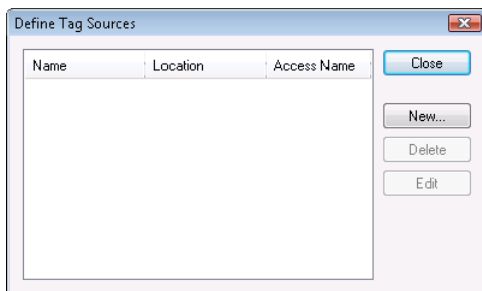 Define Tag Sources
Name Location Access Name
Close
New...
Delete
Edit